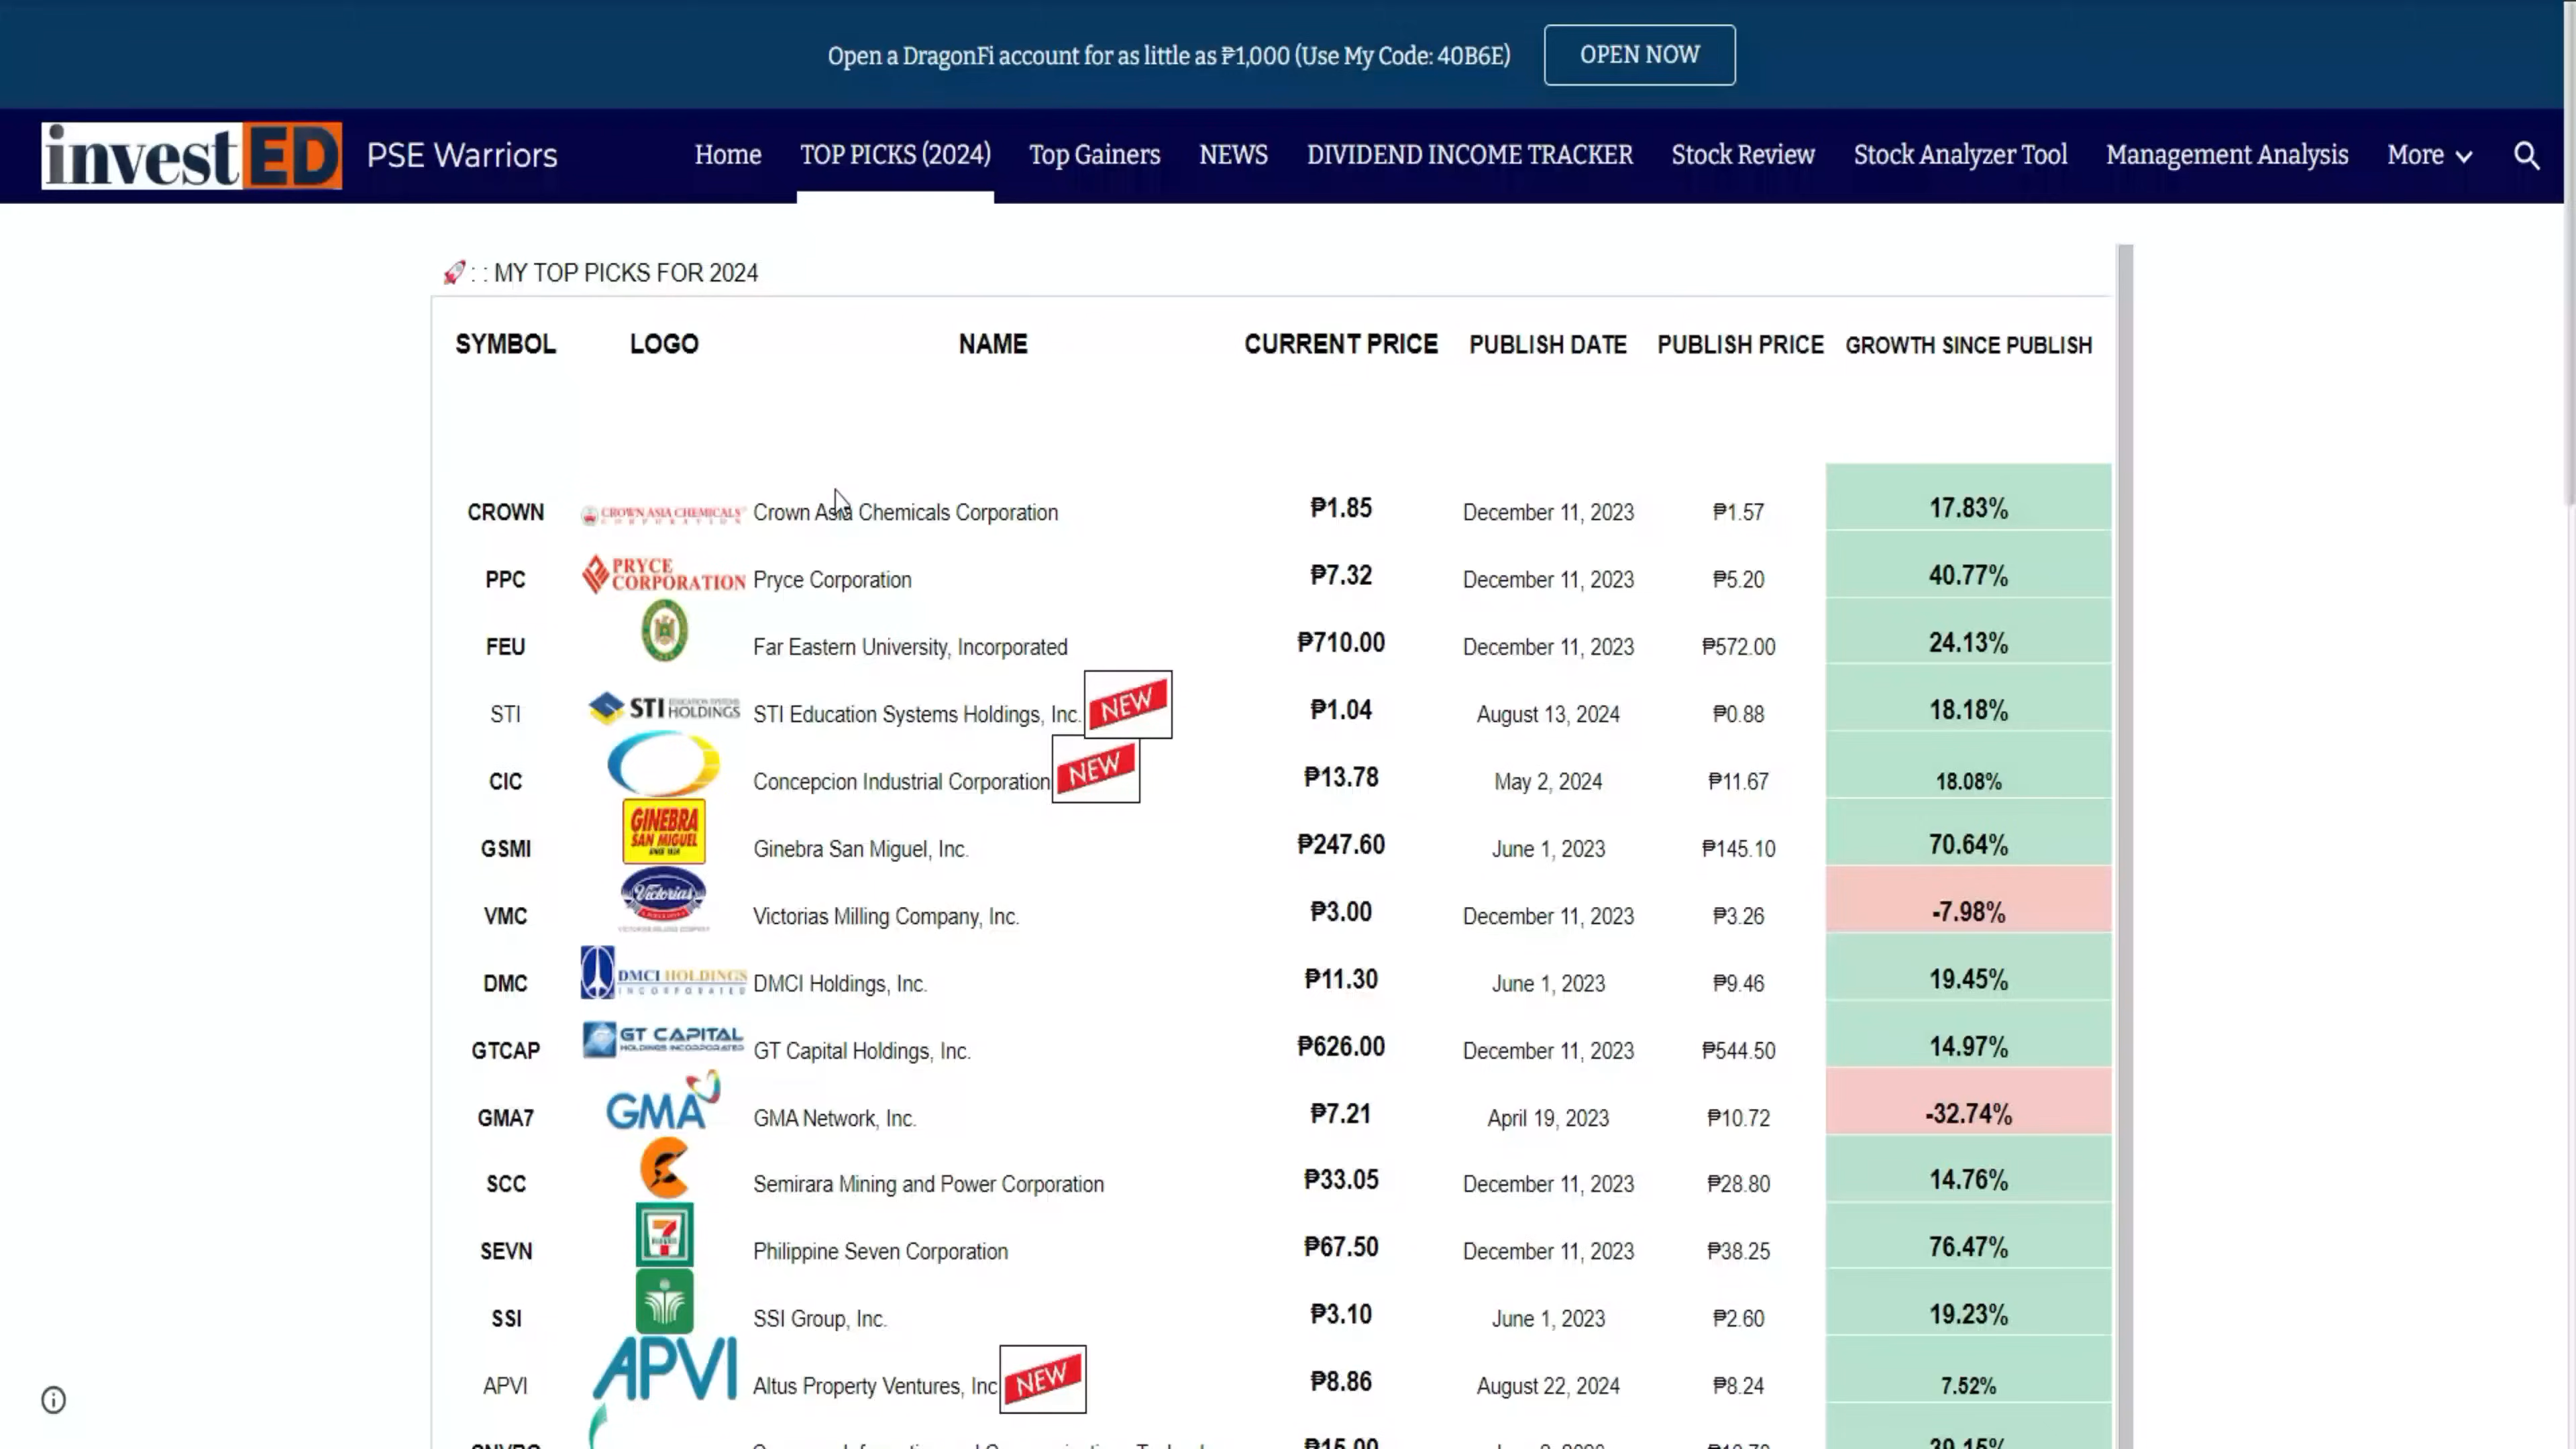 Open a DragonFi account for as little as ₱1,000 (Use My Code: 40B6E) OPEN NOW
investED PSE Warriors Home TOP PICKS (2024) Top Gainers NEWS DIVIDEND INCOME TRACKER Stock Review Stock Analyzer Tool Management Analysis More
: : MY TOP PICKS FOR 2024
SYMBOL LOGO NAME CURRENT PRICE PUBLISH DATE PUBLISH PRICE GROWTH SINCE PUBLISH
CROWN CROWN ASIA CHEMICALS CORPORATION Crown Asia Chemicals Corporation ₱1.85 December 11, 2023 ₱1.57 17.83%
PPC PRYCE CORPORATION Pryce Corporation ₱7.32 December 11, 2023 ₱5.20 40.77%
FEU Far Eastern University, Incorporated ₱710.00 December 11, 2023 ₱572.00 24.13%
STI STI EDUCATION SYSTEMS HOLDINGS STI Education Systems Holdings, Inc. NEW ₱1.04 August 13, 2024 ₱0.88 18.18%
CIC Concepcion Industrial Corporation NEW ₱13.78 May 2, 2024 ₱11.67 18.08%
GSMI GINEBRA SAN MIGUEL Ginebra San Miguel, Inc. ₱247.60 June 1, 2023 ₱145.10 70.64%
VMC Victorias Victorias Milling Company, Inc. ₱3.00 December 11, 2023 ₱3.26 -7.98%
DMC DMCI HOLDINGS INCORPORATED DMCI Holdings, Inc. ₱11.30 June 1, 2023 ₱9.46 19.45%
GTCAP GT CAPITAL HOLDINGS INCORPORATED GT Capital Holdings, Inc. ₱626.00 December 11, 2023 ₱544.50 14.97%
GMA7 GMA GMA Network, Inc. ₱7.21 April 19, 2023 ₱10.72 -32.74%
SCC Semirara Mining and Power Corporation ₱33.05 December 11, 2023 ₱28.80 14.76%
SEVN 7 Philippine Seven Corporation ₱67.50 December 11, 2023 ₱38.25 76.47%
SSI SSI Group, Inc. ₱3.10 June 1, 2023 ₱2.60 19.23%
APVI APVI Altus Property Ventures, Inc NEW ₱8.86 August 22, 2024 ₱8.24 7.52%